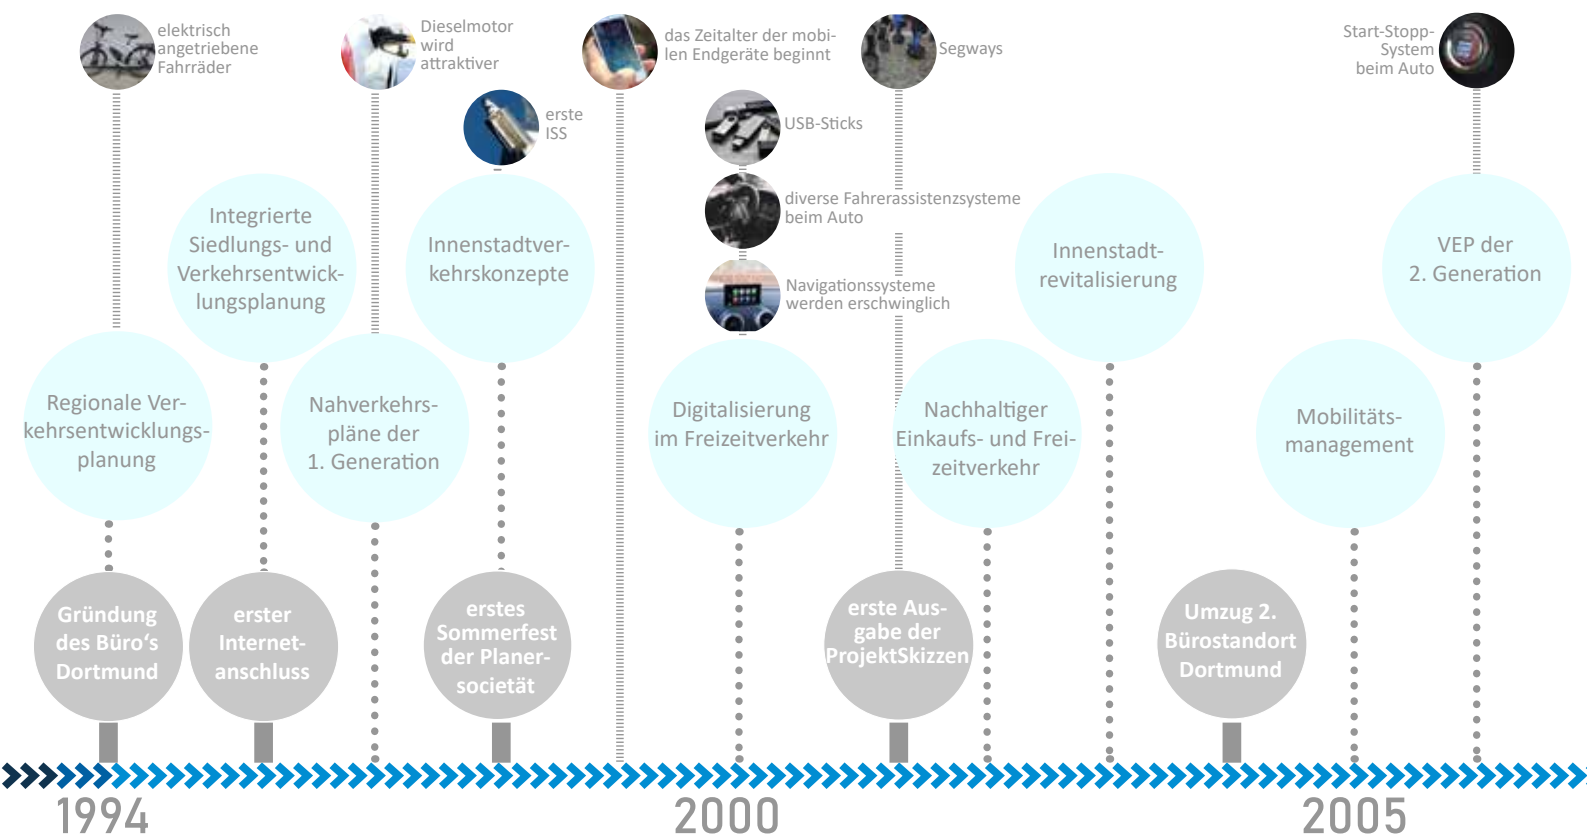 elektrisch
angetriebene
Fahrräder
Dieselmotor
wird
attraktiver
erste
ISS
das Zeitalter der mobi-
len Endgeräte beginnt
USB-Sticks
diverse Fahrerassistenzsysteme
beim Auto
Navigationssysteme
werden erschwinglich
Segways
Start-Stopp-
System
beim Auto
Regionale Ver-
kehrsentwicklungs-
planung
Integrierte
Siedlungs- und
Verkehrsentwick-
lungsplanung
Nahverkehrs-
pläne der
1. Generation
Innenstadtver-
kehrskonzepte
Digitalisierung
im Freizeitverkehr
Nachhaltiger
Einkaufs- und Frei-
zeitverkehr
Innenstadt-
revitalisierung
Mobilitäts-
management
VEP der
2. Generation
Gründung
des Büro‘s
Dortmund
erster
Internet-
anschluss
erstes
Sommerfest
der Planer-
societät
erste Aus-
gabe der
ProjektSkizzen
Umzug 2.
Bürostandort
Dortmund
1994
2000
2005